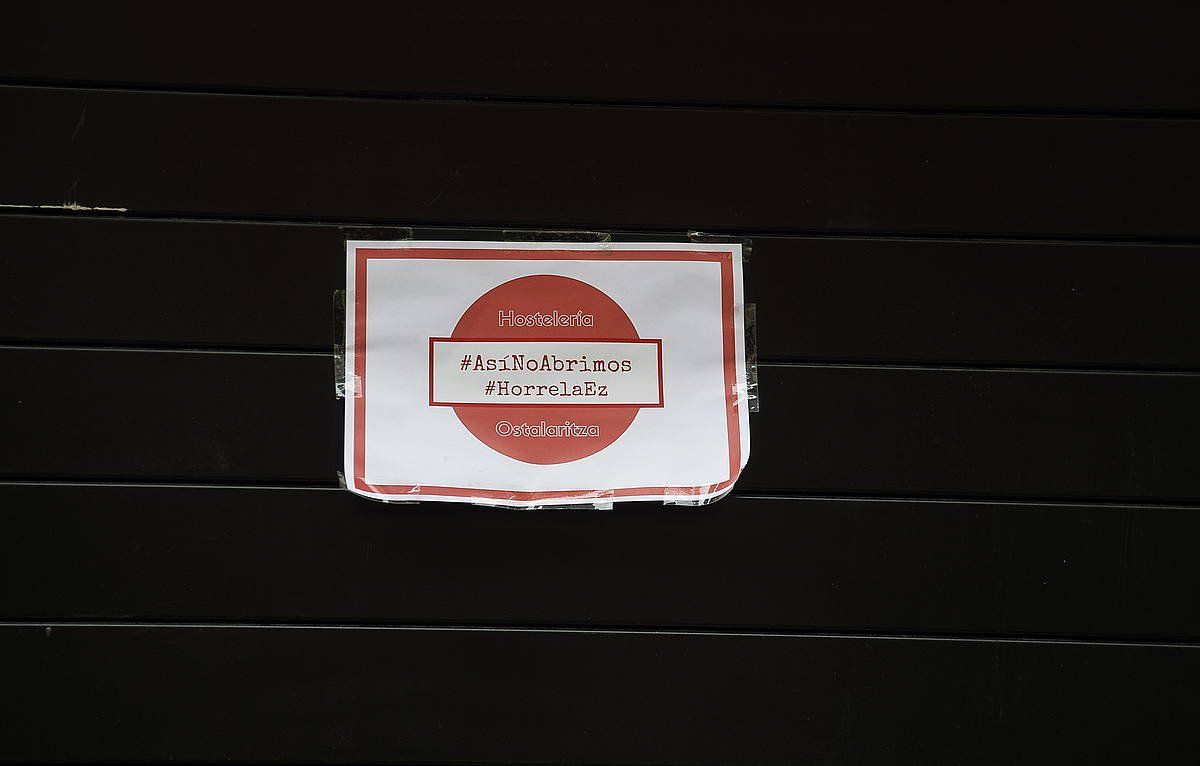 Hostelería
#AsíNoAbrimos
#HorrelaEz
Ostalaritza